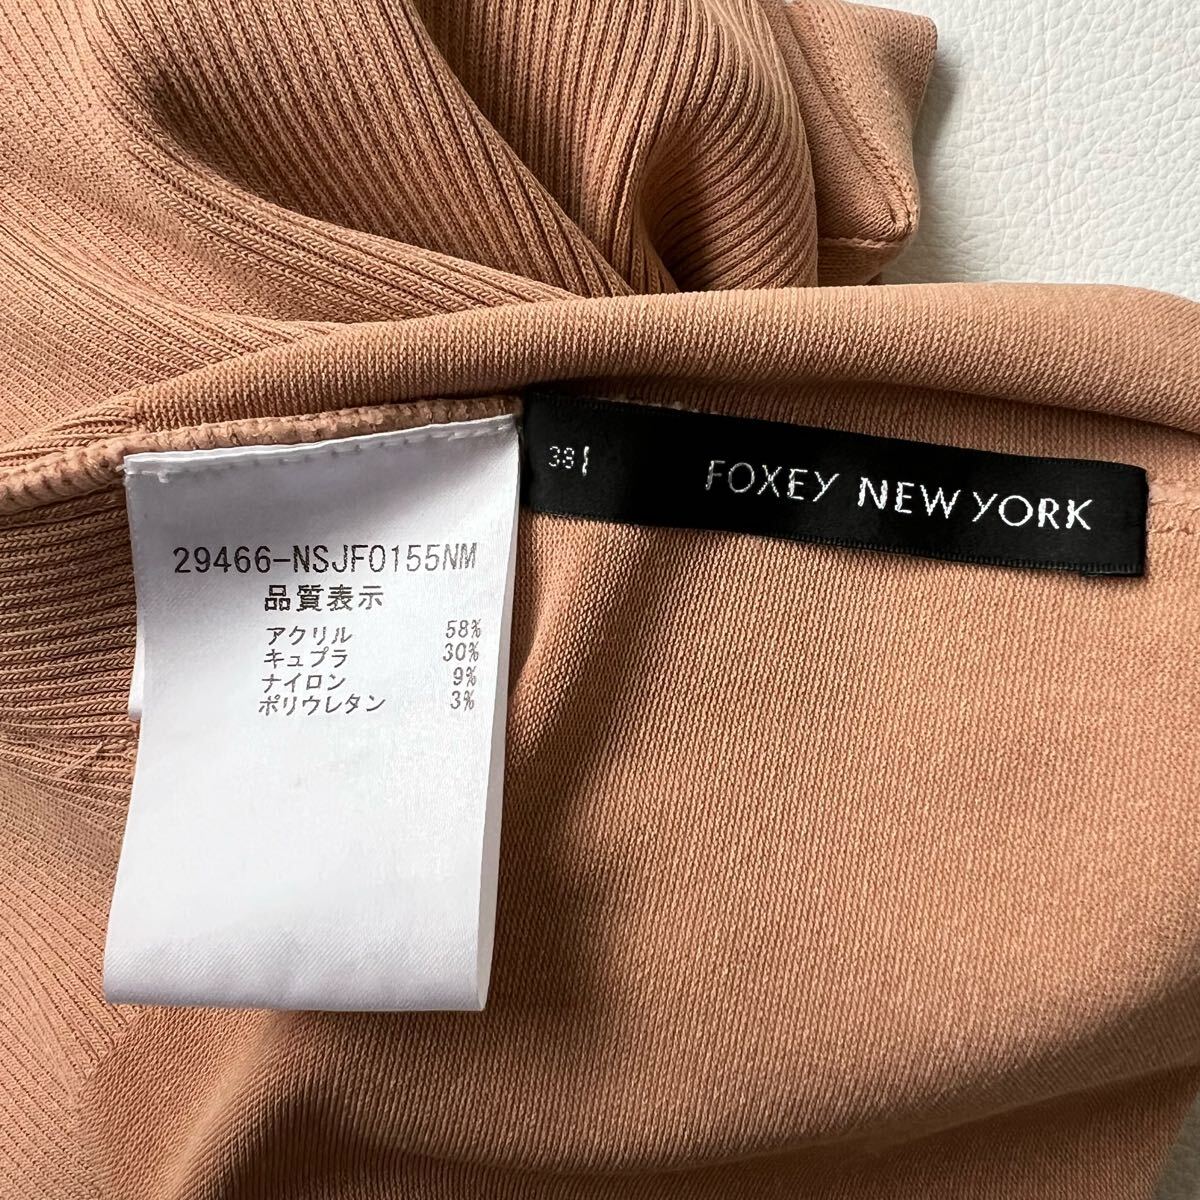 29466-NSJF0155NM
品質表示
アクリル 58%
キュプラ 30%
ナイロン 9%
ポリウレタン 3%
38
FOXEY NEW YORK